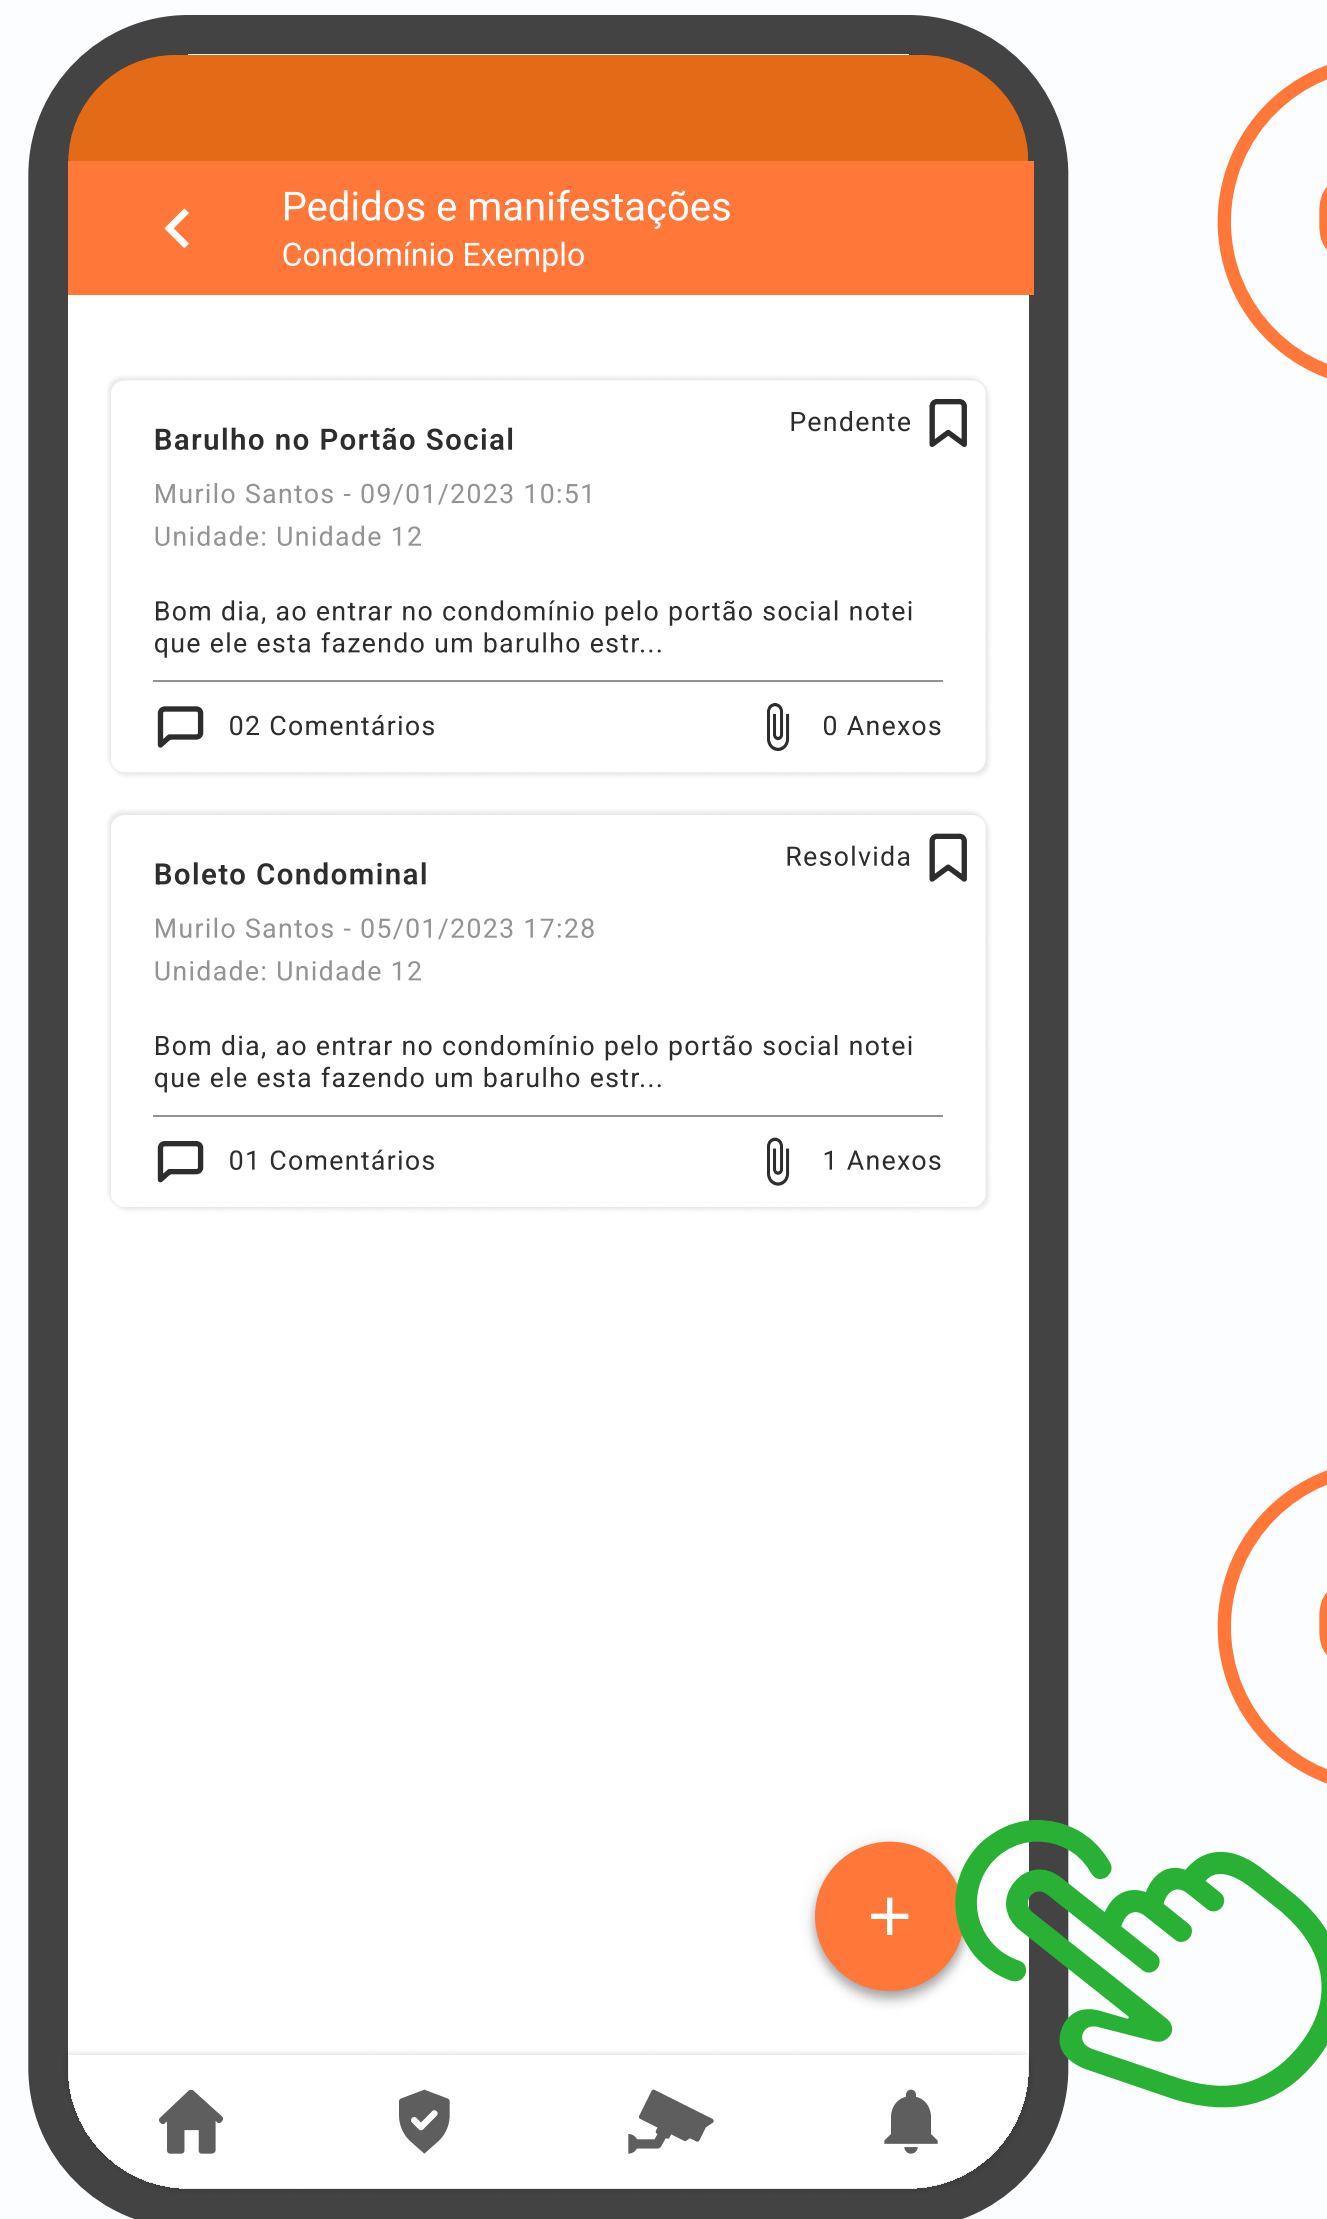 Pedidos e manifestações
Condomínio Exemplo
Barulho no Portão Social
Pendente
Murilo Santos - 09/01/2023 10:51
Unidade: Unidade 12
Bom dia, ao entrar no condomínio pelo portão social notei
que ele esta fazendo um barulho estr...
02 Comentários
0 Anexos
Boleto Condominal
Resolvida
Murilo Santos - 05/01/2023 17:28
Unidade: Unidade 12
Bom dia, ao entrar no condomínio pelo portão social notei
que ele esta fazendo um barulho estr...
01 Comentários
1 Anexos